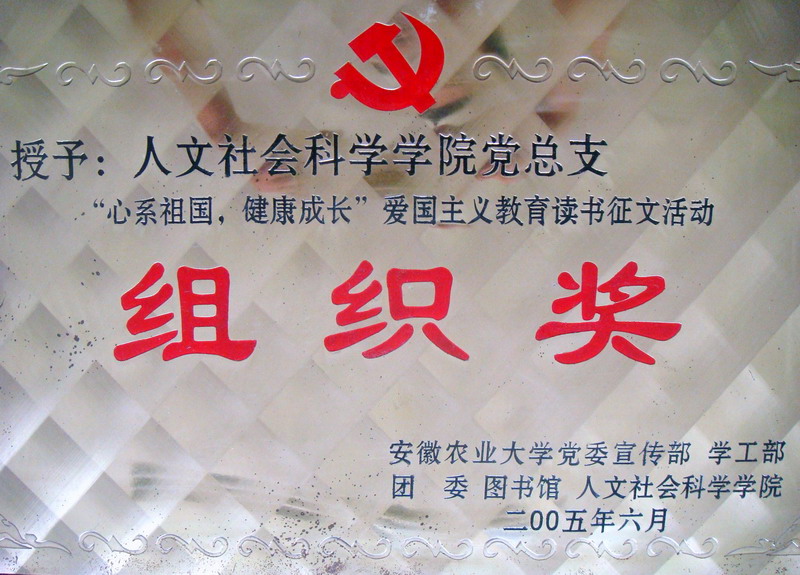 授予：人文社会科学学院党总支
“心系祖国，健康成长”爱国主义教育读书征文活动
组织奖
安徽农业大学党委宣传部 学工部
团 委 图书馆 人文社会科学学院
二00五年六月